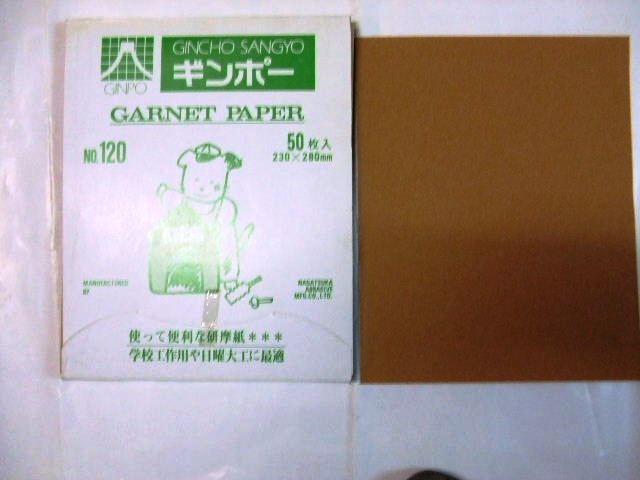 GINCHO SANGYO
ギンポー
GINPO
GARNET PAPER
NO.120
50枚入
230×280mm
MANUFACTURED
BY
NAGATSUKA
ABRASIVE
MFG.CO.,LTD.
使って便利な研摩紙＊＊＊
学校工作用や日曜大工に最適